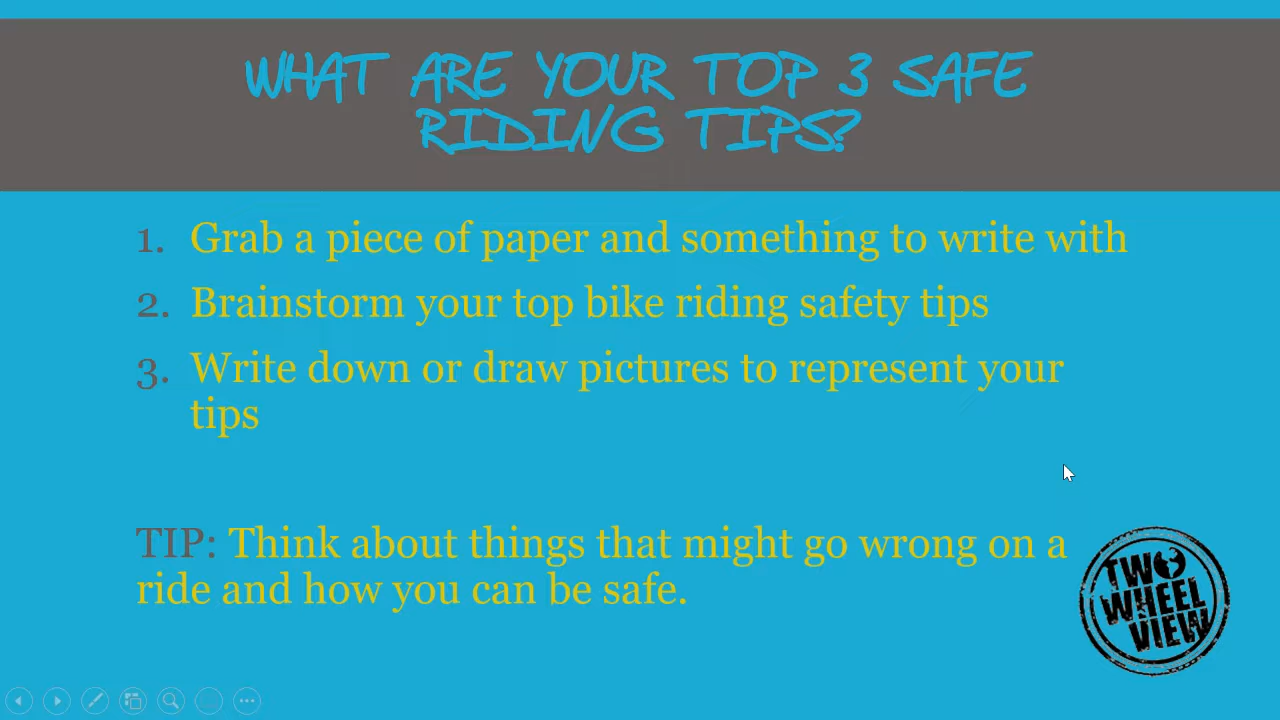 WHAT ARE YOUR TOP 3 SAFE
RIDING TIPS?
1. Grab a piece of paper and something to write with
2. Brainstorm your top bike riding safety tips
3. Write down or draw pictures to represent your
tips
TIP: Think about things that might go wrong on a
ride and how you can be safe.
TWO
WHEEL
VIEW